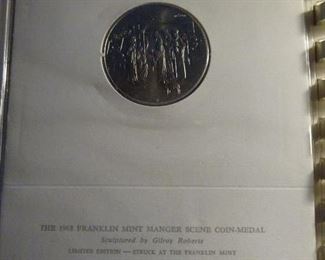 THE 1968 FRANKLIN MINT MANGER SCENE COIN-MEDAL
Sculptured by Gilroy Roberts
LIMITED EDITION — STRUCK AT THE FRANKLIN MINT